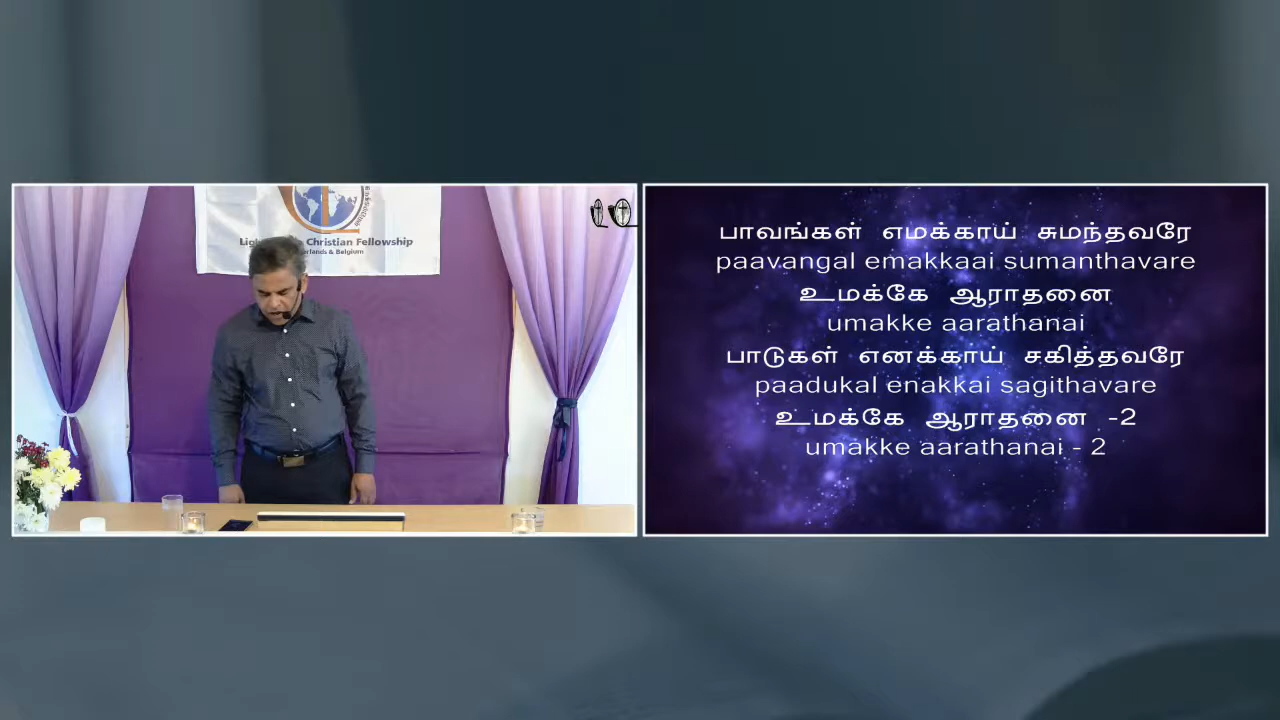 Christian Fellowship
& Belgium
பாவங்கள் எமக்காய் சுமந்தவரே
paavangal emakkaai sumanthavare
உமக்கே ஆராதனை
umakke aarathanai
பாடுகள் எனக்காய் சகித்தவரே
paadukal enakkai sagithavare
உமக்கே ஆராதனை -2
umakke aarathanai - 2